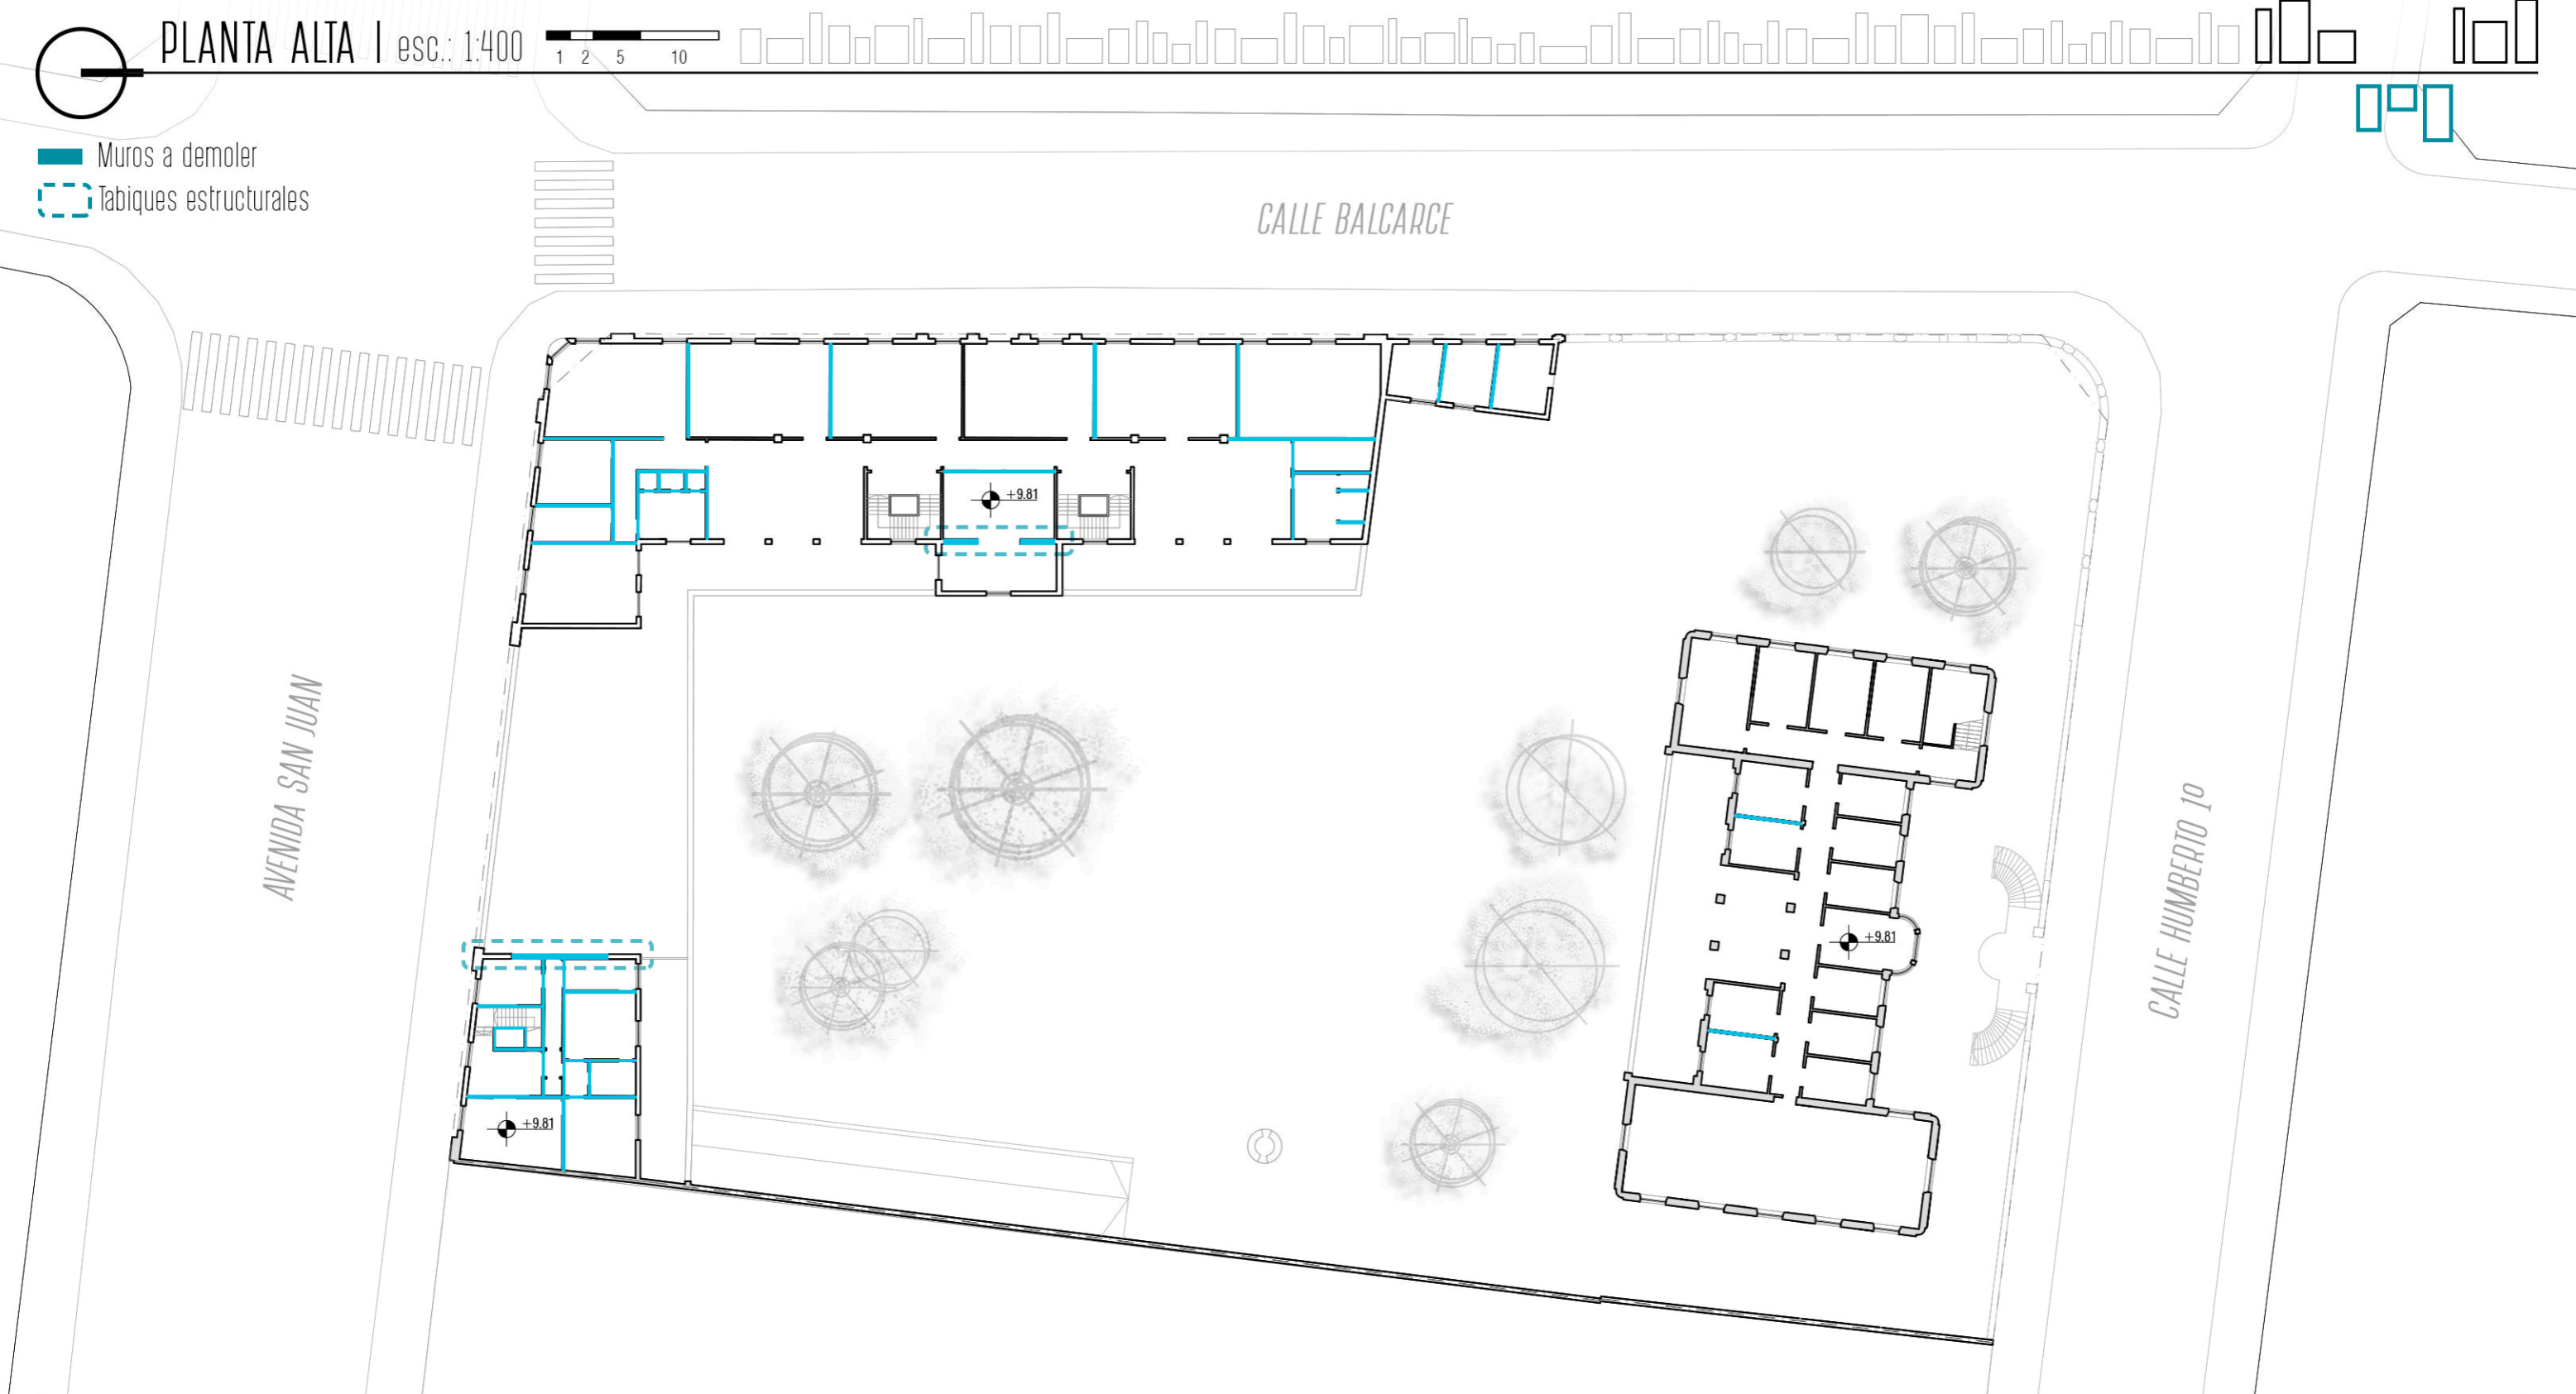 PLANTA ALTA | esc.: 1:400
1 2 5 10
Muros a demoler
Tabiques estructurales
CALLE BALCARCE
+9.81
AVENIDA SAN JUAN
CALLE HUMBERTO 1º
+9.81
+9.81